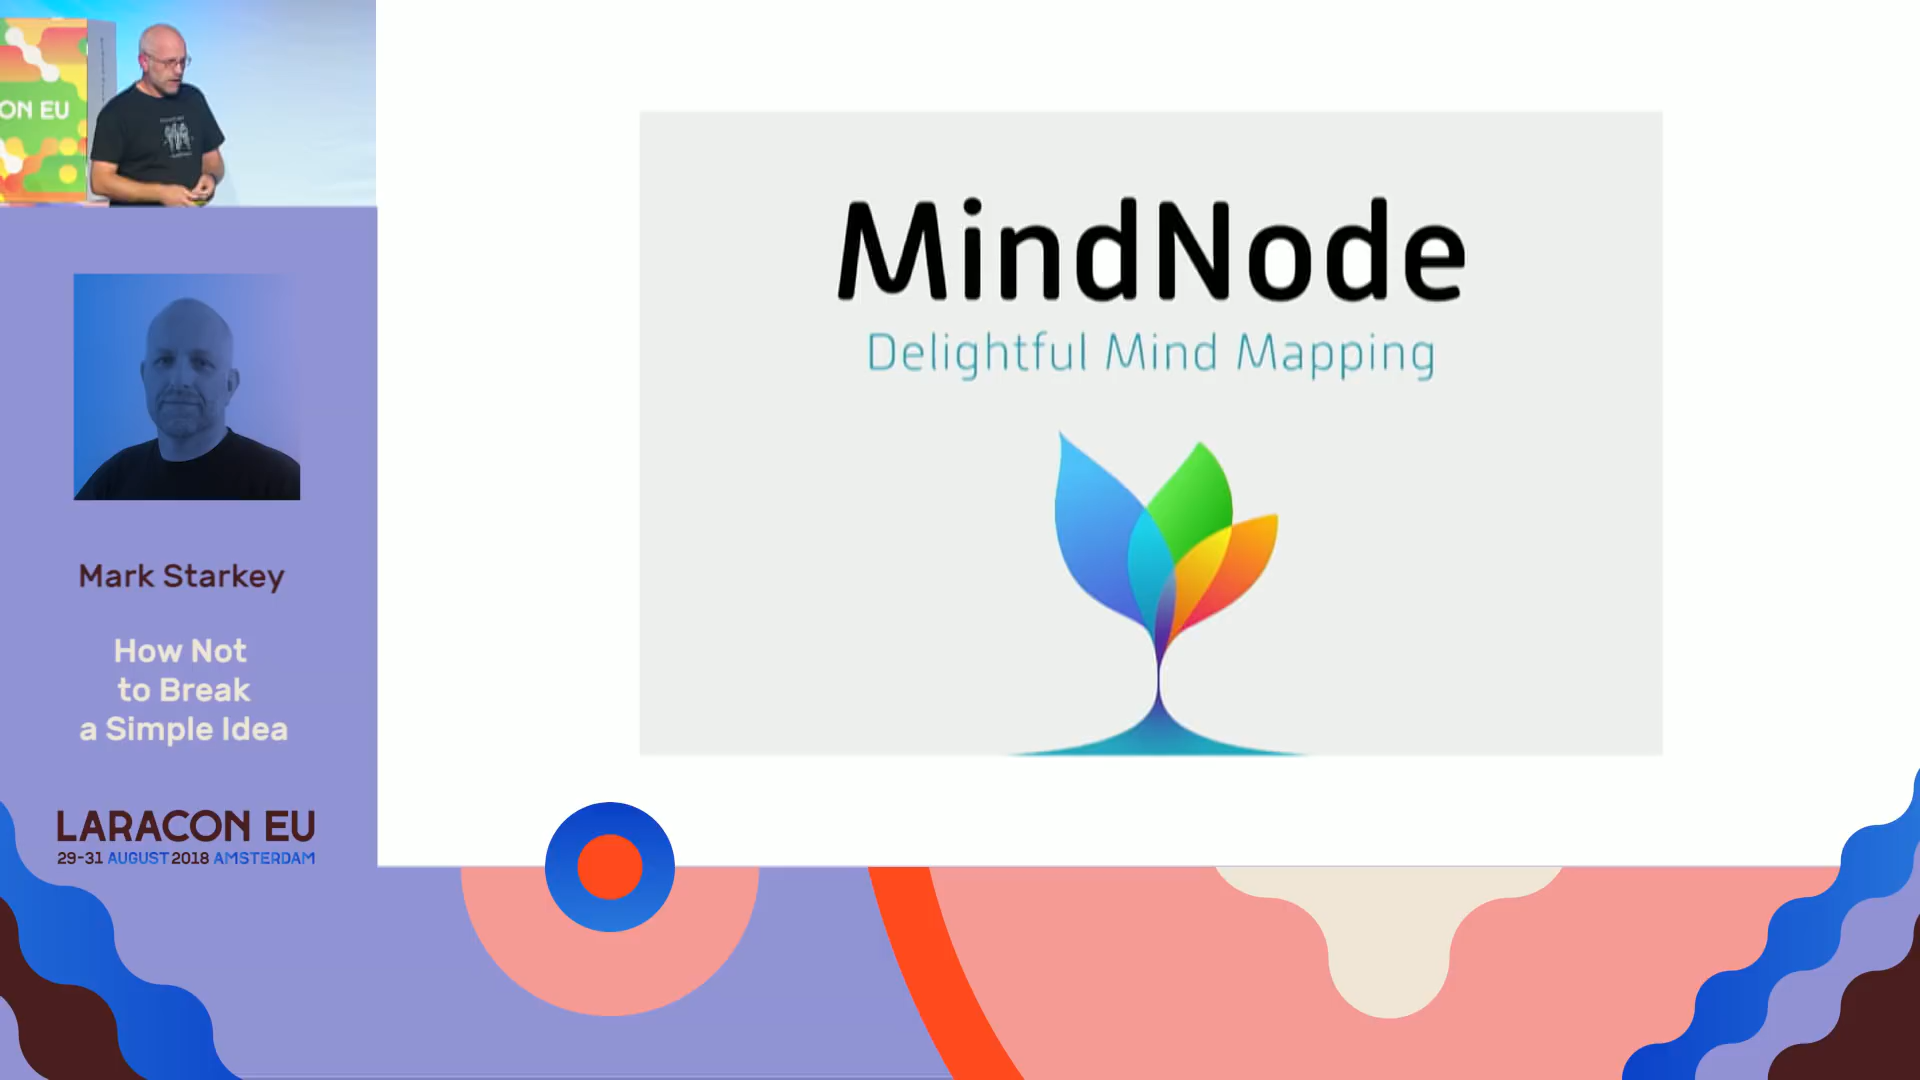 ON EU
MindNode
Delightful Mind Mapping
Mark Starkey
How Not
to Break
a Simple Idea
LARACON EU
29-31 AUGUST 2018 AMSTERDAM